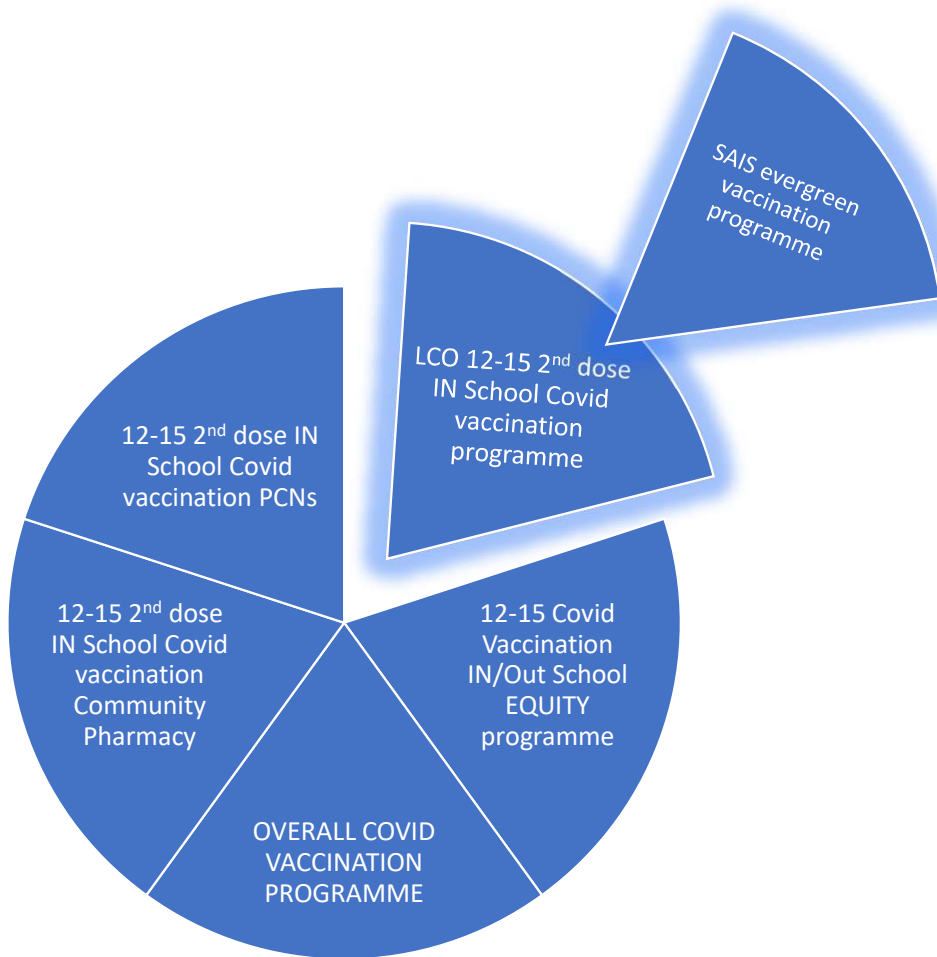 SAIS evergreen
vaccination
programme
LCO 12-15 2nd dose
IN School Covid
vaccination
programme
12-15 2nd dose IN
School Covid
vaccination PCNs
12-15 2nd dose
IN School Covid
vaccination
Community
Pharmacy
12-15 Covid
Vaccination
IN/Out School
EQUITY
programme
OVERALL COVID
VACCINATION
PROGRAMME